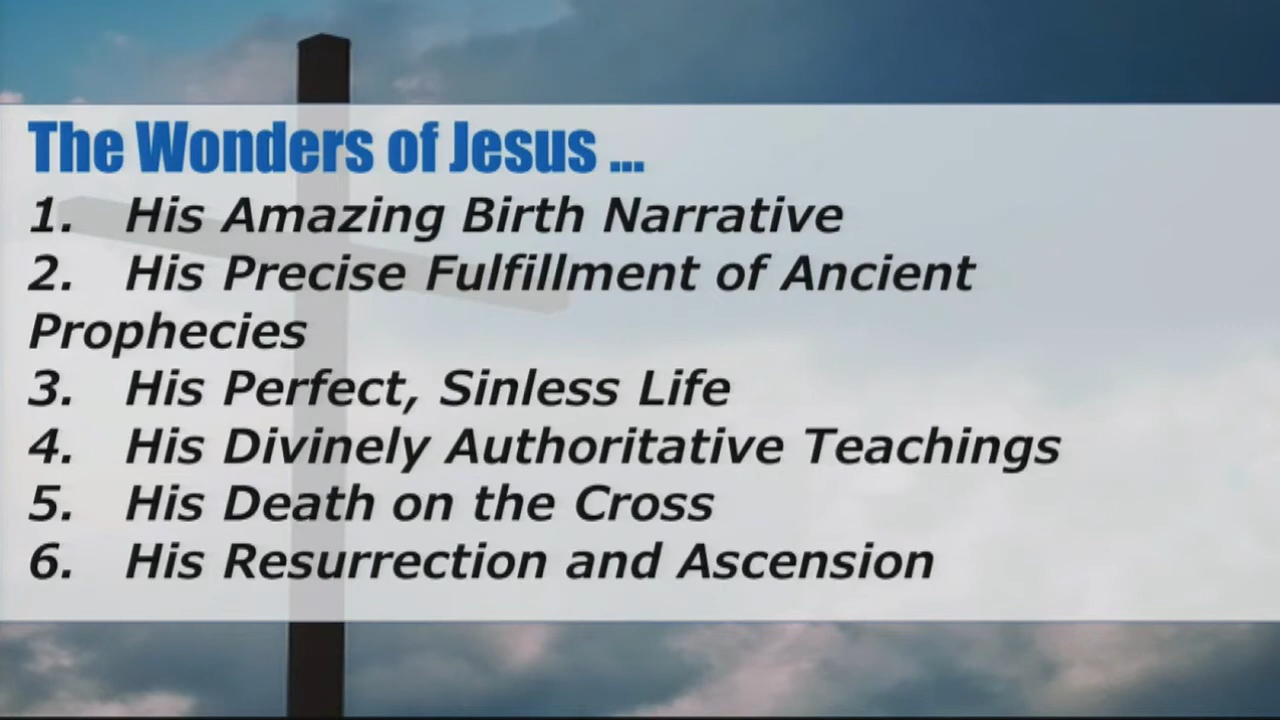 The Wonders of Jesus ...
1. His Amazing Birth Narrative
2. His Precise Fulfillment of Ancient
Prophecies
3. His Perfect, Sinless Life
4. His Divinely Authoritative Teachings
5. His Death on the Cross
6. His Resurrection and Ascension